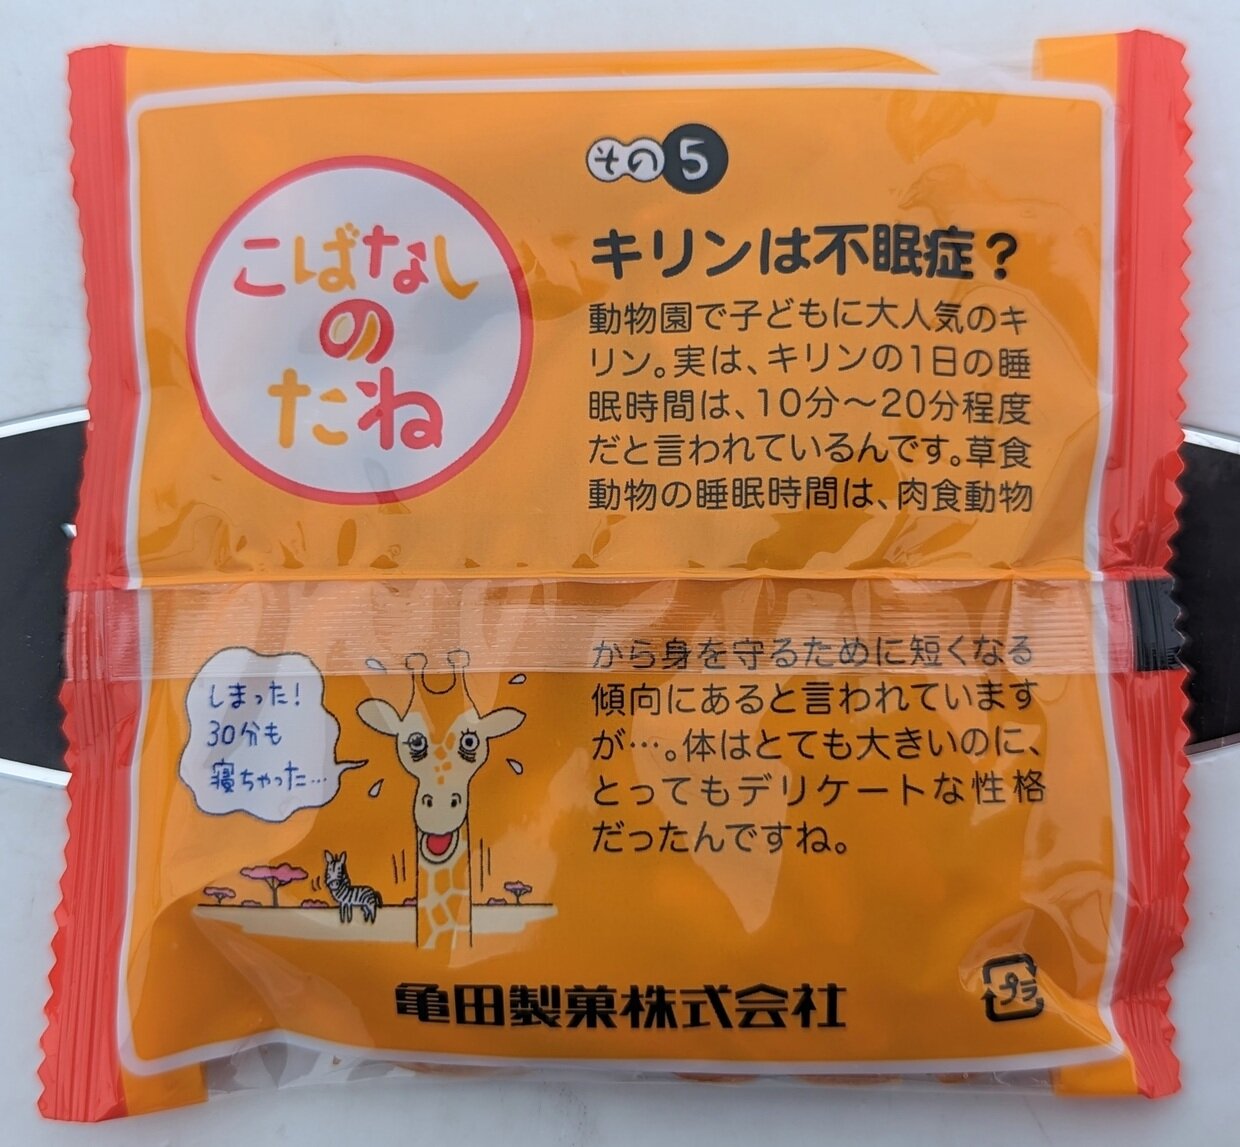 こばなし
の
たね
その5
キリンは不眠症？
動物園で子どもに大人気のキ
リン。実は、キリンの1日の睡
眠時間は、10分〜20分程度
だと言われているんです。草食
動物の睡眠時間は、肉食動物
から身を守るために短くなる
傾向にあると言われています
が…。体はとても大きいのに、
とってもデリケートな性格
だったんですね。
しまった！
30分も
寝ちゃった…
亀田製菓株式会社
プラ